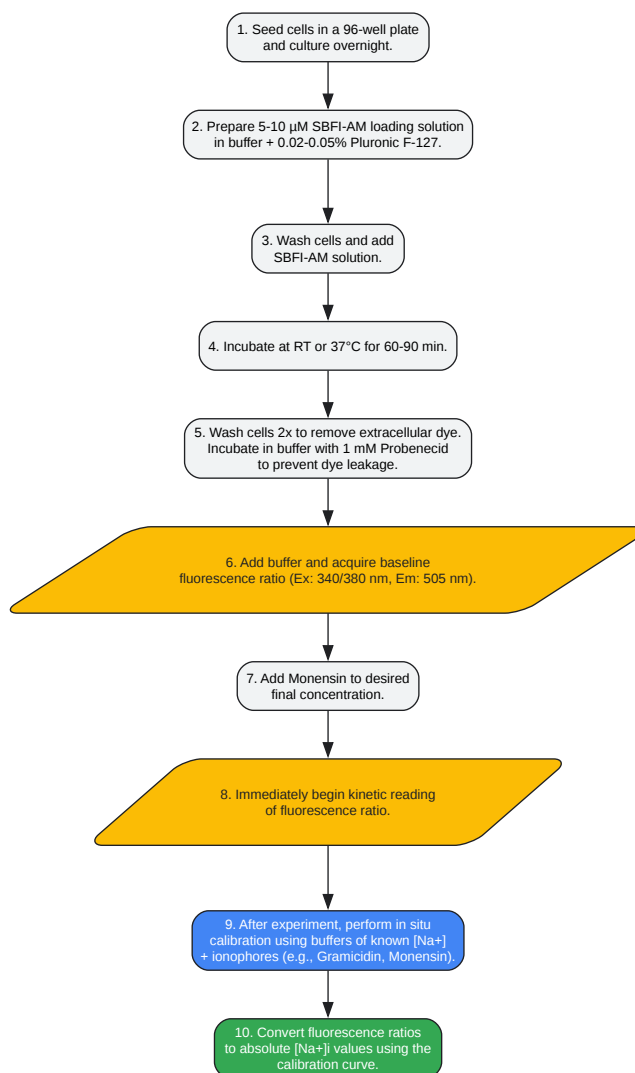 1. Seed cells in a 96-well plate
and culture overnight.
2. Prepare 5-10 µM SBFI-AM loading solution
in buffer + 0.02-0.05% Pluronic F-127.
3. Wash cells and add
SBFI-AM solution.
4. Incubate at RT or 37°C for 60-90 min.
5. Wash cells 2x to remove extracellular dye.
Incubate in buffer with 1 mM Probenecid
to prevent dye leakage.
6. Add buffer and acquire baseline
fluorescence ratio (Ex: 340/380 nm, Em: 505 nm).
7. Add Monensin to desired
final concentration.
8. Immediately begin kinetic reading
of fluorescence ratio.
9. After experiment, perform in situ
calibration using buffers of known [Na+]
+ ionophores (e.g., Gramicidin, Monensin).
10. Convert fluorescence ratios
to absolute [Na+]i values using the
calibration curve.